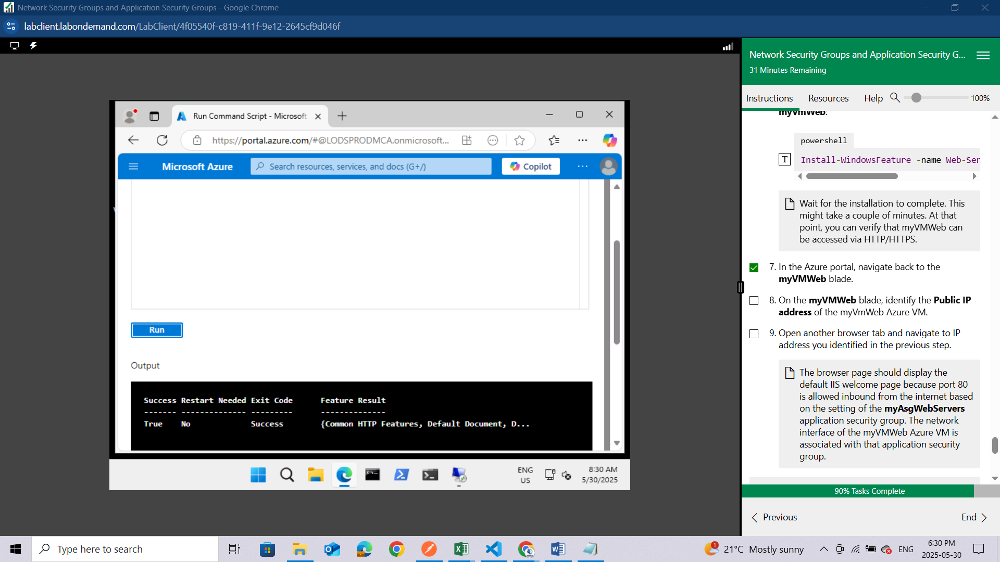 Network Security Groups and Application Security Groups - Google Chrome
labclient.labondemand.com/LabClient/4f05540f-c819-411f-9e12-2645cf9d046f
Run Command Script - Microsoft
https://portal.azure.com/#@LODSPRODMCA.onmicrosoft...
Microsoft Azure
Search resources, services, and docs (G+/)
Copilot
Run
Output
Success Restart Needed Exit Code Feature Result
------- -------------- --------- --------------
True No Success {Common HTTP Features, Default Document, D...
ENG
US
8:30 AM
5/30/2025
Network Security Groups and Application Security G...
31 Minutes Remaining
Instructions Resources Help 100%
myVmWeb:
powershell
T
Install-WindowsFeature -name Web-Ser
Wait for the installation to complete. This
might take a couple of minutes. At that
point, you can verify that myVMWeb can
be accessed via HTTP/HTTPS.
7. In the Azure portal, navigate back to the
myVMWeb blade.
8. On the myVMWeb blade, identify the Public IP
address of the myVmWeb Azure VM.
9. Open another browser tab and navigate to IP
address you identified in the previous step.
The browser page should display the
default IIS welcome page because port 80
is allowed inbound from the internet based
on the setting of the myAsgWebServers
application security group. The network
interface of the myVMWeb Azure VM is
associated with that application security
group.
90% Tasks Complete
Previous
End
Type here to search
1
21°C Mostly sunny
ENG
6:30 PM
2025-05-30